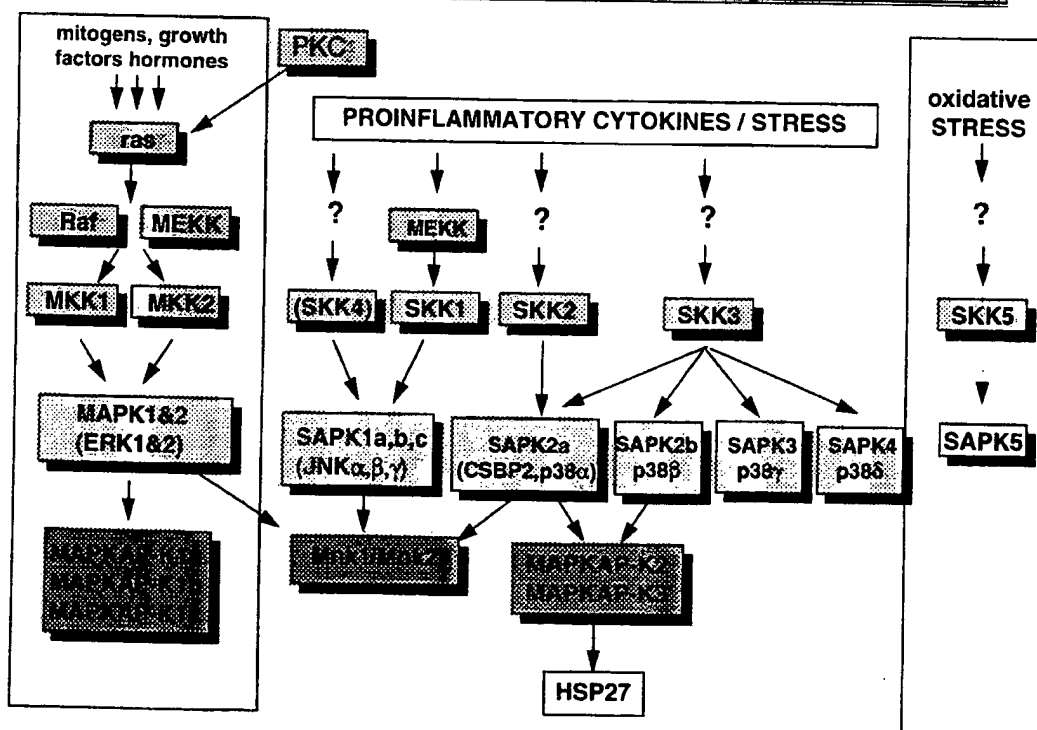 mitogens, growth
factors hormones
PKC
ras
Raf
MEKK
MKK1
MKK2
MAPK1&2
(ERK1&2)
PROINFLAMMATORY CYTOKINES / STRESS
?
?
?
MEKK
(SKK4)
SKK1
SKK2
SKK3
SAPK1a,b,c
(JNKα,β,γ)
SAPK2a
(CSBP2,p38α)
SAPK2b
p38β
SAPK3
p38γ
SAPK4
p38δ
MAPKAP-K2
MAPKAP-K3
HSP27
oxidative
STRESS
?
SKK5
SAPK5